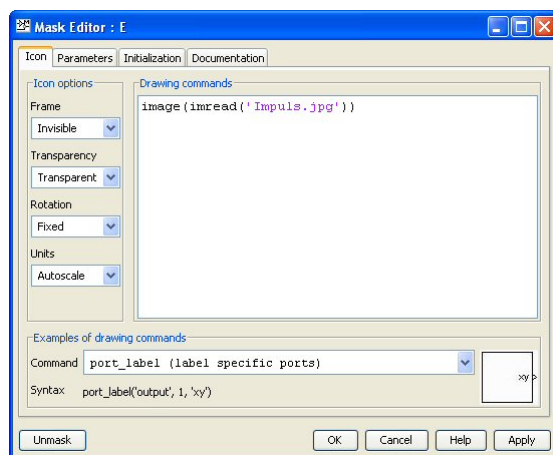 Mask Editor : E
Icon Parameters Initialization Documentation
Icon options
Frame
Invisible
Transparency
Transparent
Rotation
Fixed
Units
Autoscale
Drawing commands
image(imread('Impuls.jpg'))
Examples of drawing commands
Command port_label (label specific ports)
Syntax port_label('output', 1, 'xy')
xy
Unmask OK Cancel Help Apply